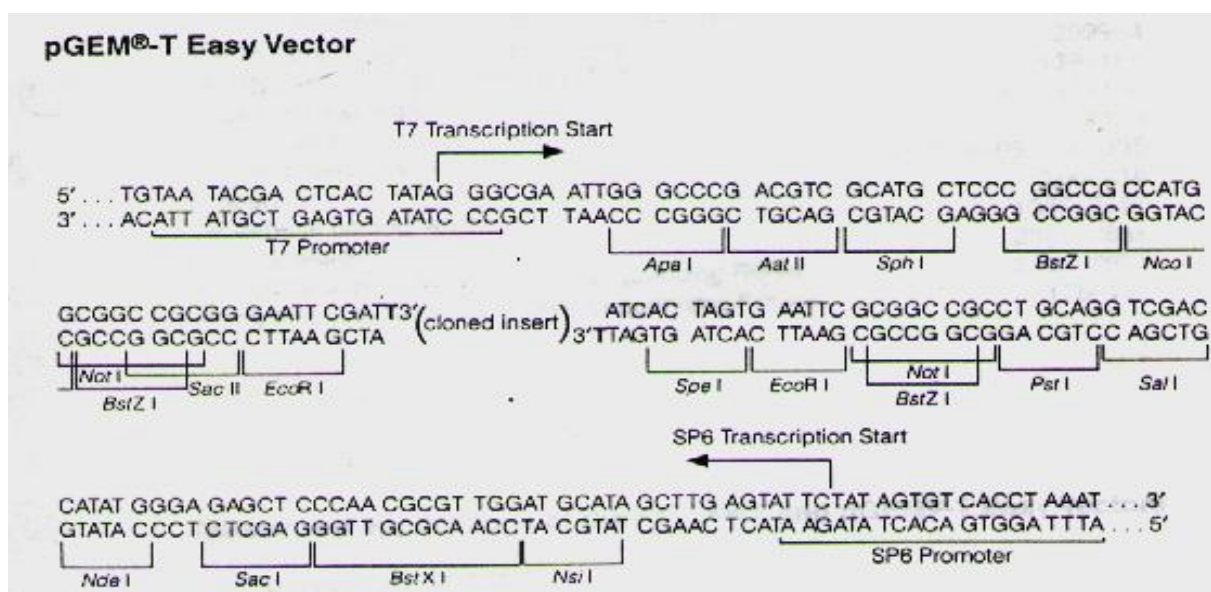 pGEM®-T Easy Vector
T7 Transcription Start
5′ . . . TGTAA TACGA CTCAC TATAG GGCGA ATTGG GCCCG ACGTC GCATG CTCCC GGCCG CCATG
3′ . . . ACATT ATGCT GAGTG ATATC CCGCT TAACC CGGGC TGCAG CGTAC GAGGG CCGGC GGTAC
T7 Promoter
Apa I Aat II Sph I BstZ I Nco I
GCGGC CGCGG GAATT CGATT3′ (cloned insert) ATCAC TAGTG AATTC GCGGC CGCCT GCAGG TCGAC
CGCCG GCGCC CTTAAG CTA 3′TTAGTG ATCAC TTAAG CGCCG GCGGA CGTCC AGCTG
Not I Sac II EcoR I Spe I EcoR I Not I Pst I Sal I
BstZ I BstZ I
SP6 Transcription Start
CATAT GGGA GAGCT CCCAA CGCGT TGGAT GCATA GCTTG AGTAT TCTAT AGTGT CACCT AAAT . . . 3′
GTATA CCCT CTCGAG GGTT GCGCA ACCTA CGTAT CGAAC TCATA AGATA TCACA GTGGA TTTA . . . 5′
SP6 Promoter
Nde I Sac I BstX I Nsi I